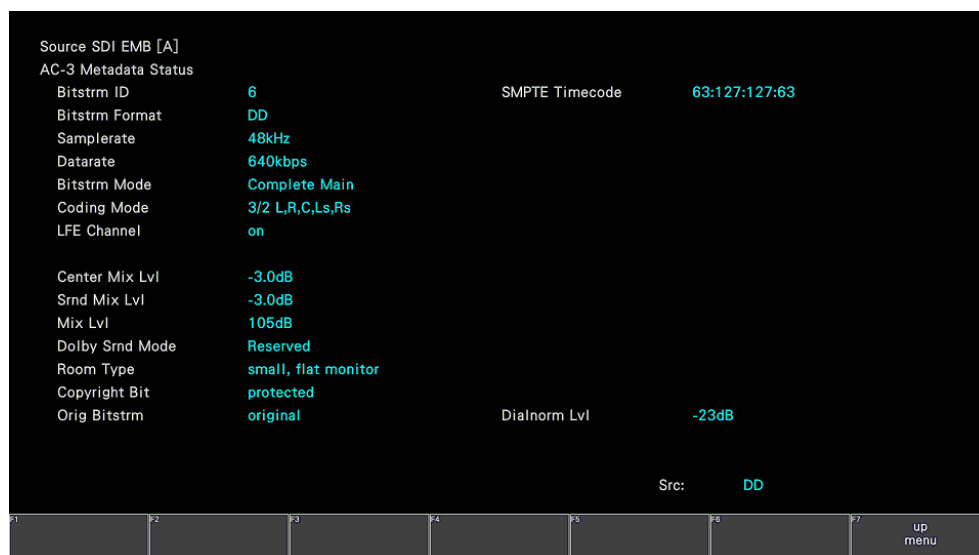 Source SDI EMB [A]
AC-3 Metadata Status
Bitstrm ID 6 SMPTE Timecode 63:127:127:63
Bitstrm Format DD
Samplerate 48kHz
Datarate 640kbps
Bitstrm Mode Complete Main
Coding Mode 3/2 L,R,C,Ls,Rs
LFE Channel on
Center Mix Lvl -3.0dB
Srnd Mix Lvl -3.0dB
Mix Lvl 105dB
Dolby Srnd Mode Reserved
Room Type small, flat monitor
Copyright Bit protected
Orig Bitstrm original Dialnorm Lvl -23dB
Src: DD
F1 F2 F3 F4 F5 F6 F7 up
menu